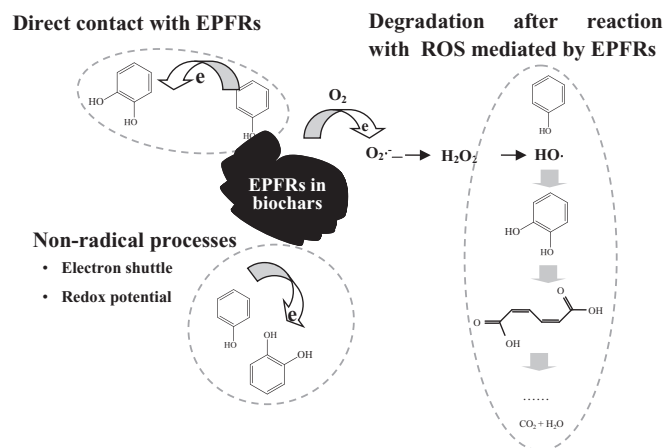 Direct contact with EPFRs
Degradation after reaction
with ROS mediated by EPFRs
e
HO
HO
HO
O₂
e
HO
O₂·⁻
H₂O₂
HO·
EPFRs in
biochars
HO
HO
Non-radical processes
• Electron shuttle
• Redox potential
e
HO
OH
OH
O
O
OH
OH
......
CO₂ + H₂O